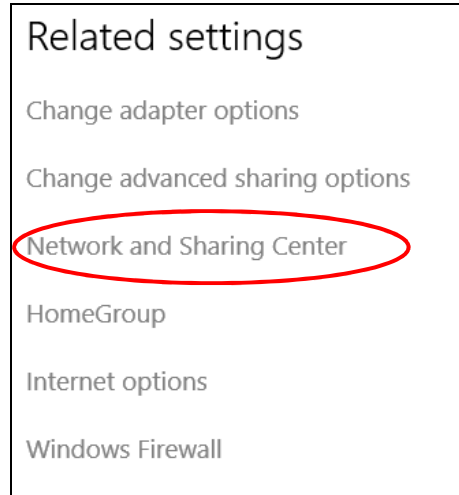 Related settings
Change adapter options
Change advanced sharing options
Network and Sharing Center
HomeGroup
Internet options
Windows Firewall